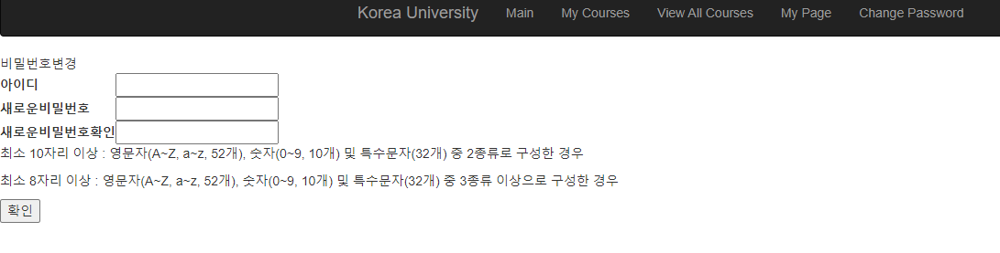 Korea University Main My Courses View All Courses My Page Change Password
비밀번호변경
아이디
새로운비밀번호
새로운비밀번호확인
최소 10자리 이상 : 영문자(A~Z, a~z, 52개), 숫자(0~9, 10개) 및 특수문자(32개) 중 2종류로 구성한 경우
최소 8자리 이상 : 영문자(A~Z, a~z, 52개), 숫자(0~9, 10개) 및 특수문자(32개) 중 3종류 이상으로 구성한 경우
확인